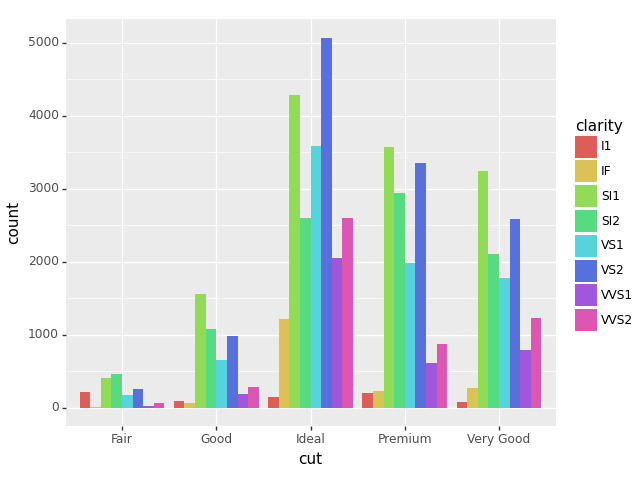 5000
4000
3000
2000
1000
0
count
Fair Good Ideal Premium Very Good
cut
clarity
I1
IF
SI1
SI2
VS1
VS2
VVS1
VVS2